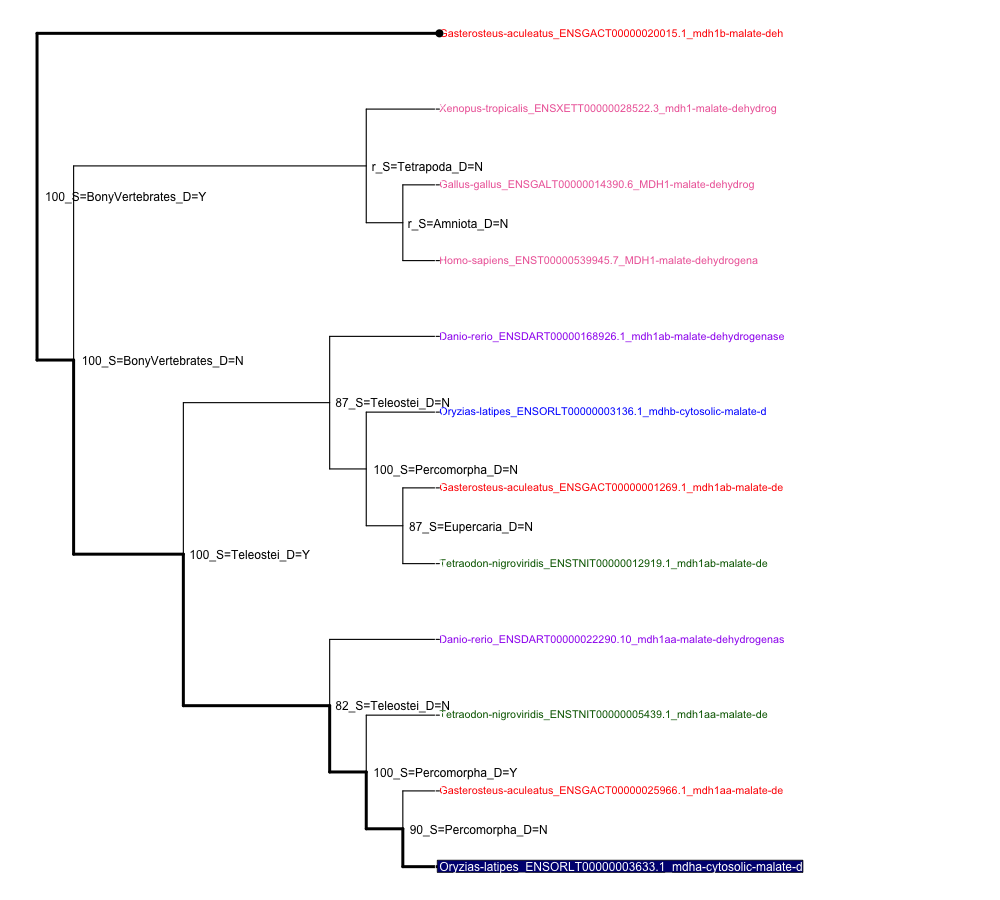 Gasterosteus-aculeatus_ENSGACT00000020015.1_mdh1b-malate-deh
Xenopus-tropicalis_ENSXETT00000028522.3_mdh1-malate-dehydrog
r_S=Tetrapoda_D=N
Gallus-gallus_ENSGALT00000014390.6_MDH1-malate-dehydrog
100_S=BonyVertebrates_D=Y
r_S=Amniota_D=N
Homo-sapiens_ENST00000539945.7_MDH1-malate-dehydrogena
Danio-rerio_ENSDART00000168926.1_mdh1ab-malate-dehydrogenase
100_S=BonyVertebrates_D=N
87_S=Teleostei_D=N
Oryzias-latipes_ENSORLT00000003136.1_mdhb-cytosolic-malate-d
100_S=Percomorpha_D=N
Gasterosteus-aculeatus_ENSGACT00000001269.1_mdh1ab-malate-de
87_S=Eupercaria_D=N
100_S=Teleostei_D=Y
Tetraodon-nigroviridis_ENSTNIT00000012919.1_mdh1ab-malate-de
Danio-rerio_ENSDART00000022290.10_mdh1aa-malate-dehydrogenas
82_S=Teleostei_D=N
Tetraodon-nigroviridis_ENSTNIT00000005439.1_mdh1aa-malate-de
100_S=Percomorpha_D=Y
Gasterosteus-aculeatus_ENSGACT00000025966.1_mdh1aa-malate-de
90_S=Percomorpha_D=N
Oryzias-latipes_ENSORLT00000003633.1_mdha-cytosolic-malate-d